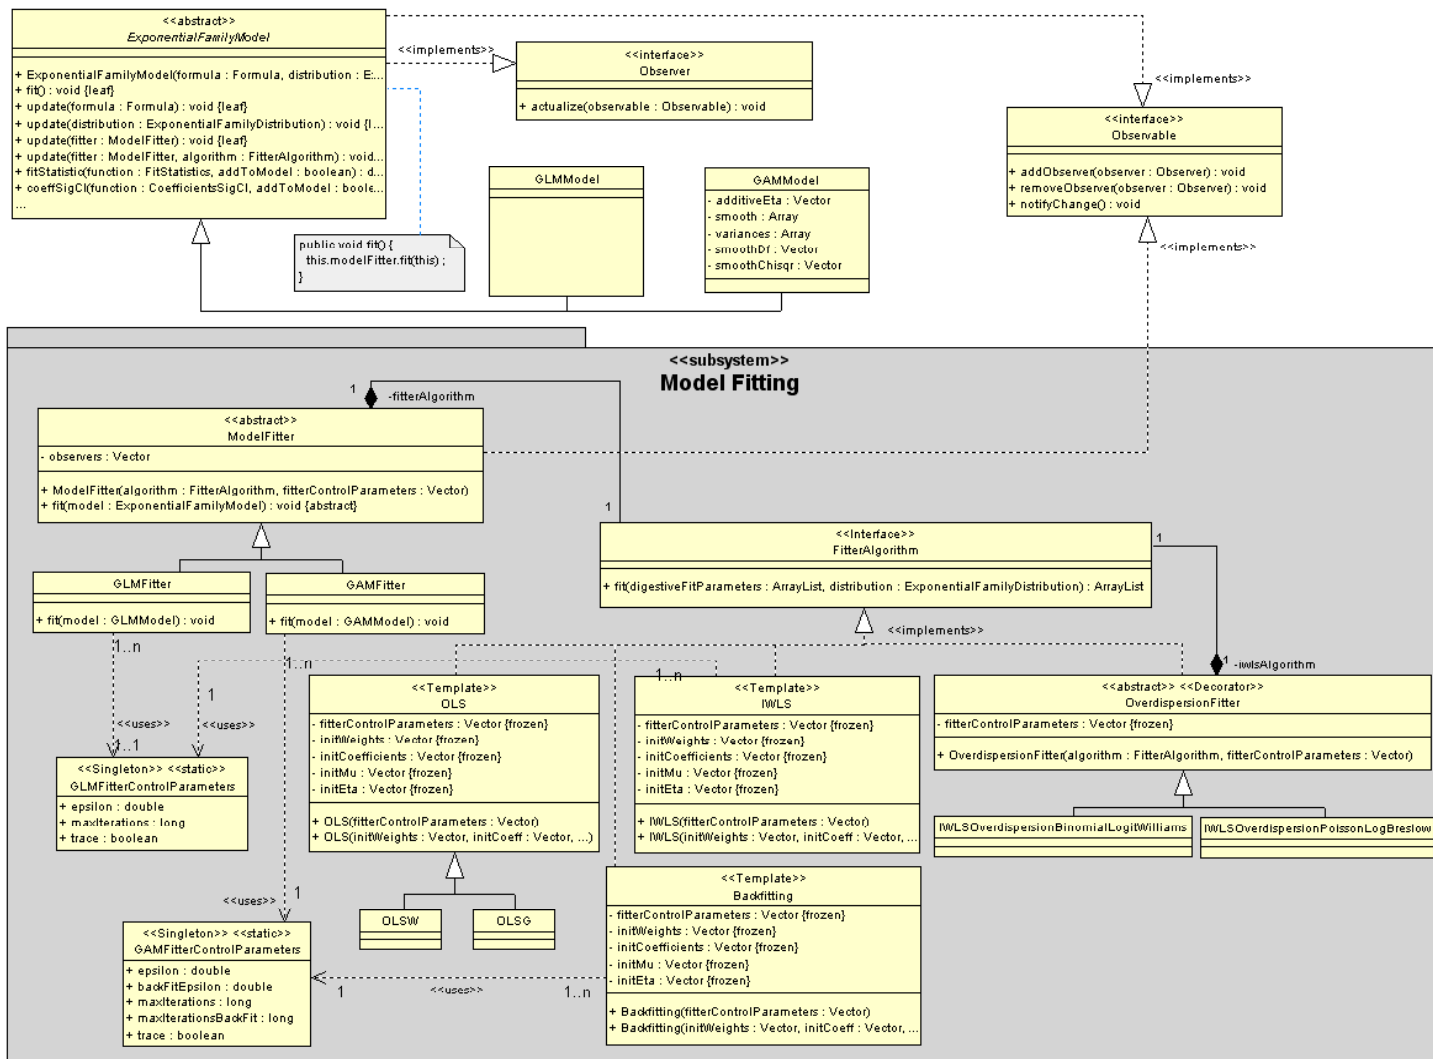 <<abstract>>
ExponentialFamilyModel
+ ExponentialFamilyModel(formula : Formula, distribution : E...
+ fit() : void {leaf}
+ update(formula : Formula) : void {leaf}
+ update(distribution : ExponentialFamilyDistribution) : void {l...
+ update(fitter : ModelFitter) : void {leaf}
+ update(fitter : ModelFitter, algorithm : FitterAlgorithm) : void...
+ fitStatistic(function : FitStatistics, addToModel : boolean) : d...
+ coeffSigCI(function : CoefficientsSigCI, addToModel : boole...
...
<<implements>>
<<interface>>
Observer
+ actualize(observable : Observable) : void
<<implements>>
<<interface>>
Observable
+ addObserver(observer : Observer) : void
+ removeObserver(observer : Observer) : void
+ notifyChange() : void
<<implements>>
public void fit() {
this.modelFitter.fit(this) ;
}
GLMModel
GAMModel
- additiveEta : Vector
- smooth : Array
- variances : Array
- smoothDf : Vector
- smoothChisqr : Vector
<<subsystem>>
Model Fitting
1
-fitterAlgorithm
<<abstract>>
ModelFitter
- observers : Vector
+ ModelFitter(algorithm : FitterAlgorithm, fitterControlParameters : Vector)
+ fit(model : ExponentialFamilyModel) : void {abstract}
1
<<Interface>>
FitterAlgorithm
+ fit(digestiveFitParameters : ArrayList, distribution : ExponentialFamilyDistribution) : ArrayList
1
<<implements>>
GLMFitter
+ fit(model : GLMModel) : void
GAMFitter
+ fit(model : GAMModel) : void
1..n
1..n
1..n
1
-iwlsAlgorithm
1
<<uses>>
<<uses>>
1..1
<<Template>>
OLS
- fitterControlParameters : Vector {frozen}
- initWeights : Vector {frozen}
- initCoefficients : Vector {frozen}
- initMu : Vector {frozen}
- initEta : Vector {frozen}
+ OLS(fitterControlParameters : Vector)
+ OLS(initWeights : Vector, initCoeff : Vector, ...)
<<Template>>
IWLS
- fitterControlParameters : Vector {frozen}
- initWeights : Vector {frozen}
- initCoefficients : Vector {frozen}
- initMu : Vector {frozen}
- initEta : Vector {frozen}
+ IWLS(fitterControlParameters : Vector)
+ IWLS(initWeights : Vector, initCoeff : Vector, ...
<<abstract>> <<Decorator>>
OverdispersionFitter
- fitterControlParameters : Vector {frozen}
+ OverdispersionFitter(algorithm : FitterAlgorithm, fitterControlParameters : Vector)
<<Singleton>> <<static>>
GLMFitterControlParameters
+ epsilon : double
+ maxIterations : long
+ trace : boolean
IWLSOverdispersionBinomialLogitWilliams
IWLSOverdispersionPoissonLogBreslow
OLSW
OLSG
1
<<uses>>
<<Template>>
Backfitting
- fitterControlParameters : Vector {frozen}
- initWeights : Vector {frozen}
- initCoefficients : Vector {frozen}
- initMu : Vector {frozen}
- initEta : Vector {frozen}
+ Backfitting(fitterControlParameters : Vector)
+ Backfitting(initWeights : Vector, initCoeff : Vector, ...
<<Singleton>> <<static>>
GAMFitterControlParameters
+ epsilon : double
+ backFitEpsilon : double
+ maxIterations : long
+ maxIterationsBackFit : long
+ trace : boolean
1
<<uses>>
1..n